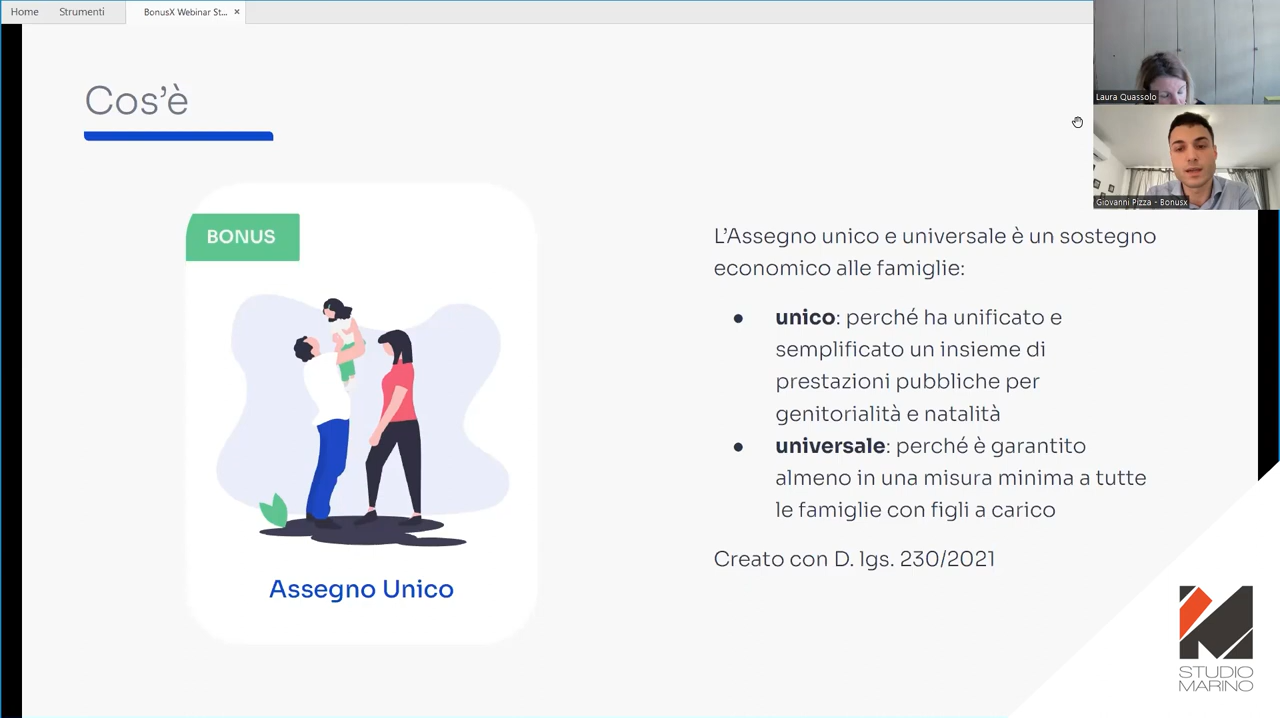 Home
Strumenti
BonusX Webinar St...
×
Cos'è
Laura Quassolo
Giovanni Pizza - Bonusx
BONUS
Assegno Unico
L'Assegno unico e universale è un sostegno
economico alle famiglie:
● unico: perché ha unificato e
semplificato un insieme di
prestazioni pubbliche per
genitorialità e natalità
● universale: perché è garantito
almeno in una misura minima a tutte
le famiglie con figli a carico
Creato con D. lgs. 230/2021
STUDIO
MARINO